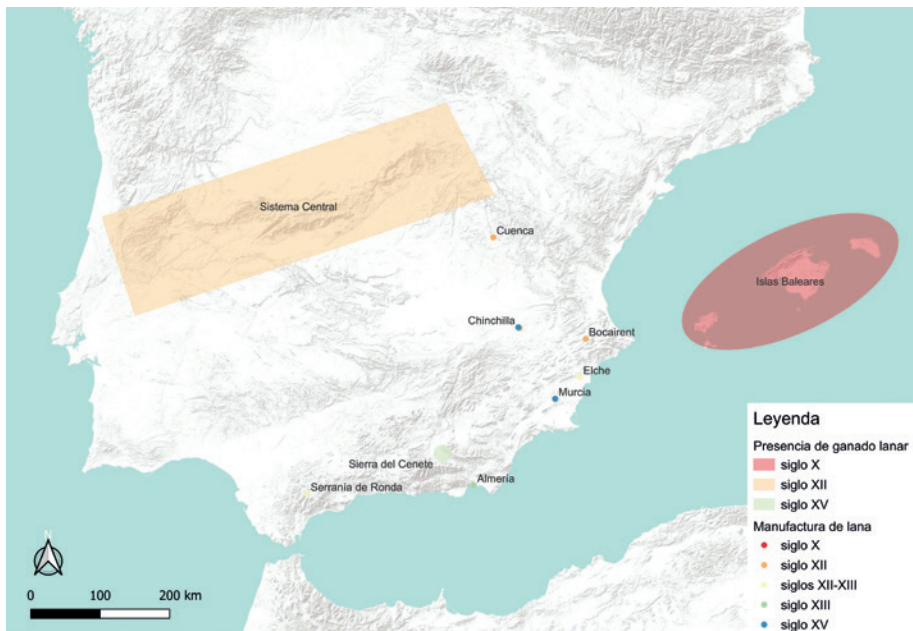 Sistema Central
Cuenca
Islas Baleares
Chinchilla
Bocairent
Elche
Murcia
Sierra del Cenete
Almería
Serranía de Ronda
N
0 100 200 km
Leyenda
Presencia de ganado lanar
siglo X
siglo XII
siglo XV
Manufactura de lana
siglo X
siglo XII
siglos XII-XIII
siglo XIII
siglo XV